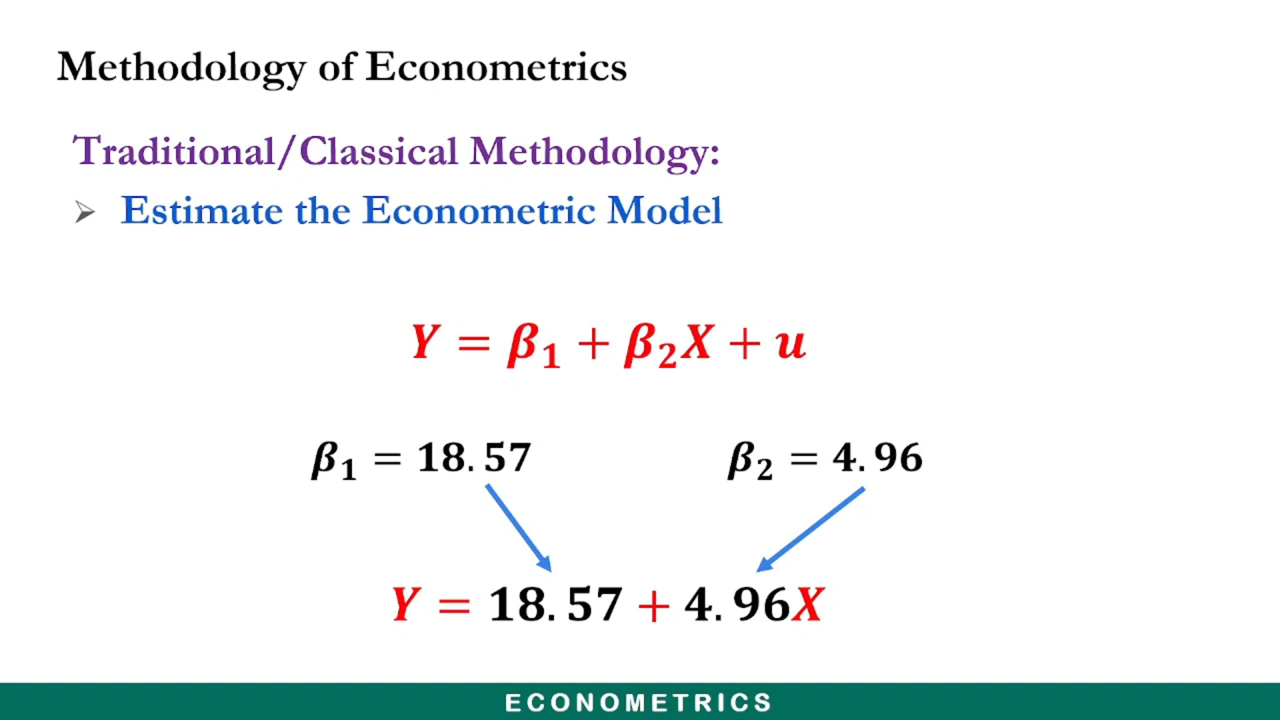 Methodology of Econometrics
Traditional/Classical Methodology:
➢ Estimate the Econometric Model
Y = β₁ + β₂X + u
β₁ = 18.57 β₂ = 4.96
Y = 18.57 + 4.96X
ECONOMETRICS